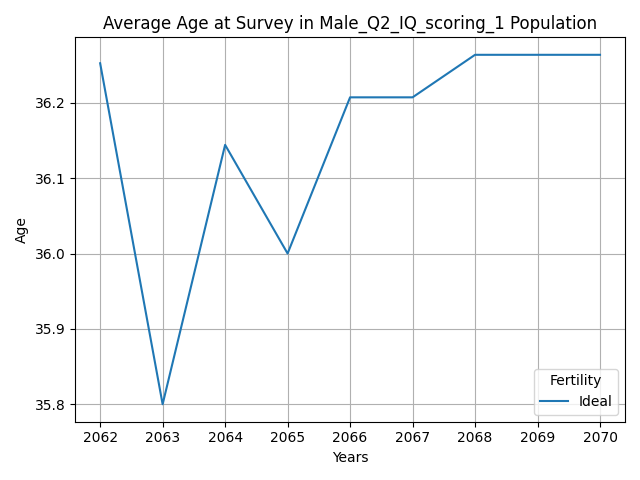 Average Age at Survey in Male_Q2_IQ_scoring_1 Population
Age
36.2
36.1
36.0
35.9
35.8
2062 2063 2064 2065 2066 2067 2068 2069 2070
Years
Fertility
Ideal